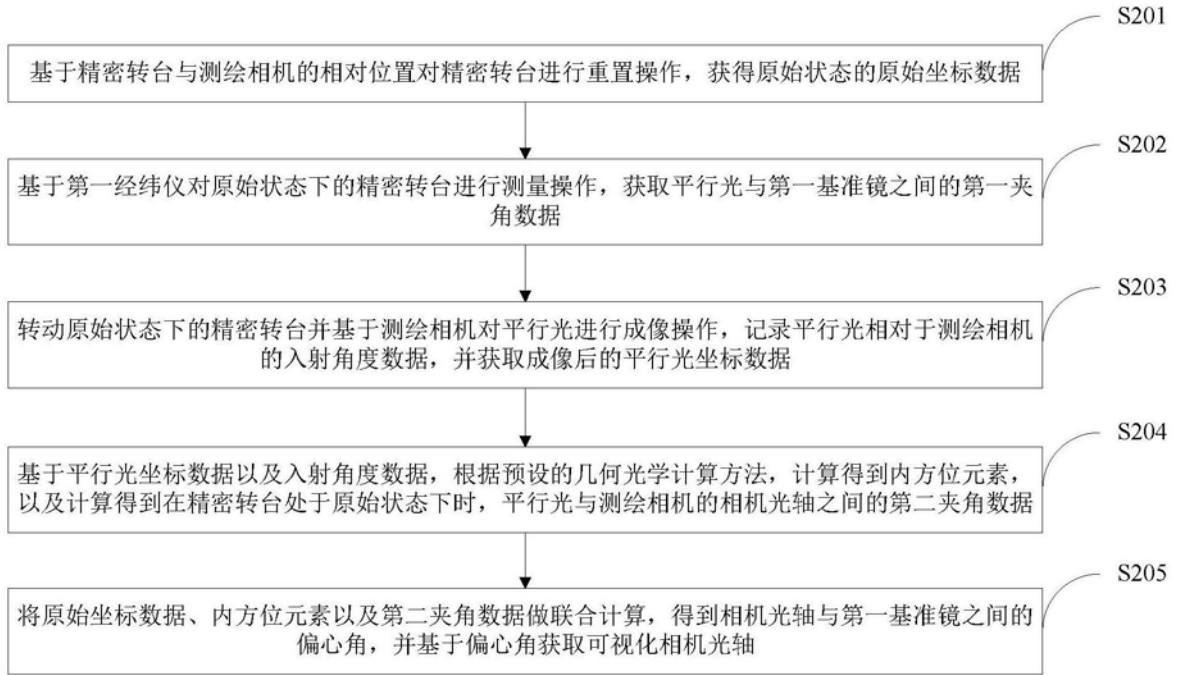 S201
基于精密转台与测绘相机的相对位置对精密转台进行重置操作，获得原始状态的原始坐标数据
S202
基于第一经纬仪对原始状态下的精密转台进行测量操作，获取平行光与第一基准镜之间的第一夹
角数据
S203
转动原始状态下的精密转台并基于测绘相机对平行光进行成像操作，记录平行光相对于测绘相机
的入射角度数据，并获取成像后的平行光坐标数据
S204
基于平行光坐标数据以及入射角度数据，根据预设的几何光学计算方法，计算得到内方位元素，
以及计算得到在精密转台处于原始状态下时，平行光与测绘相机的相机光轴之间的第二夹角数据
S205
将原始坐标数据、内方位元素以及第二夹角数据做联合计算，得到相机光轴与第一基准镜之间的
偏心角，并基于偏心角获取可视化相机光轴